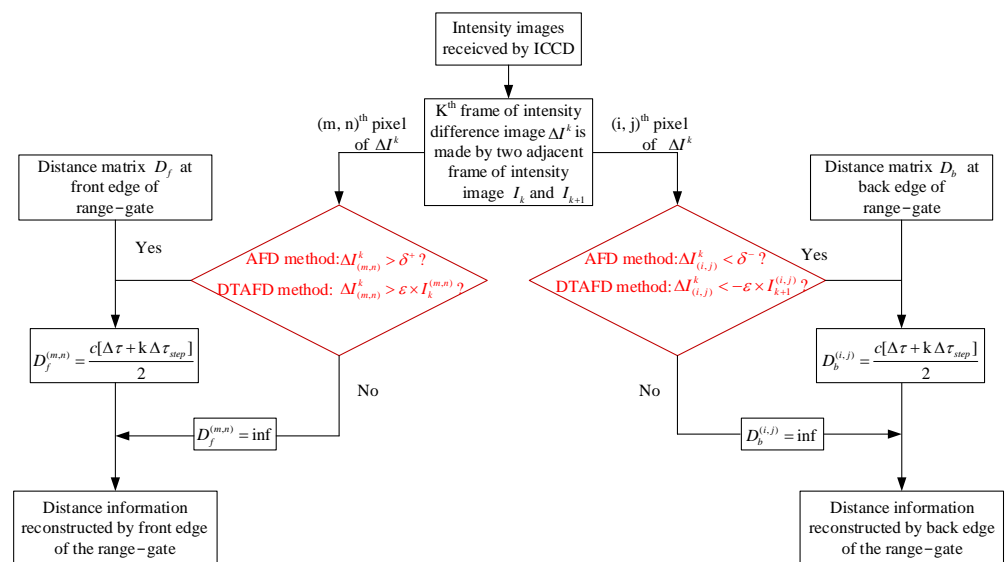 Intensity images
receicved by ICCD
K^th frame of intensity
difference image ΔI^k is
made by two adjacent
frame of intensity
image I_k and I_{k+1}
(m, n)^th pixel
of ΔI^k
(i, j)^th pixel
of ΔI^k
Distance matrix D_f at
front edge of
range-gate
Distance matrix D_b at
back edge of
range-gate
Yes
AFD method:ΔI^k_{(m,n)} > δ^+ ?
DTAFD method: ΔI^k_{(m,n)} > ε × I_k^{(m,n)} ?
AFD method:ΔI^k_{(i,j)} < δ^- ?
DTAFD method:ΔI^k_{(i,j)} < −ε × I_{k+1}^{(i,j)} ?
Yes
D_f^{(m,n)} = c[Δτ + k Δτ_{step}] / 2
No
D_f^{(m,n)} = inf
D_b^{(i,j)} = c[Δτ + k Δτ_{step}] / 2
No
D_b^{(i,j)} = inf
Distance information
reconstructed by front edge
of the range-gate
Distance information
reconstructed by back edge
of the range-gate